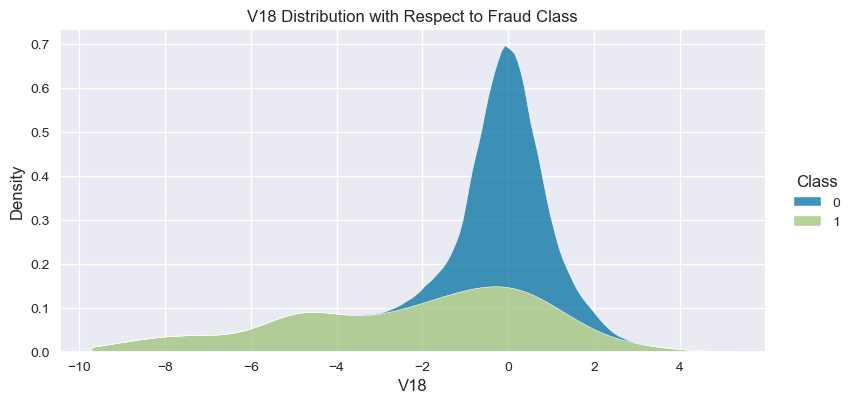 V18 Distribution with Respect to Fraud Class
0.7
0.6
0.5
0.4
0.3
0.2
0.1
0.0
Density
−10 −8 −6 −4 −2 0 2 4
V18
Class
0
1